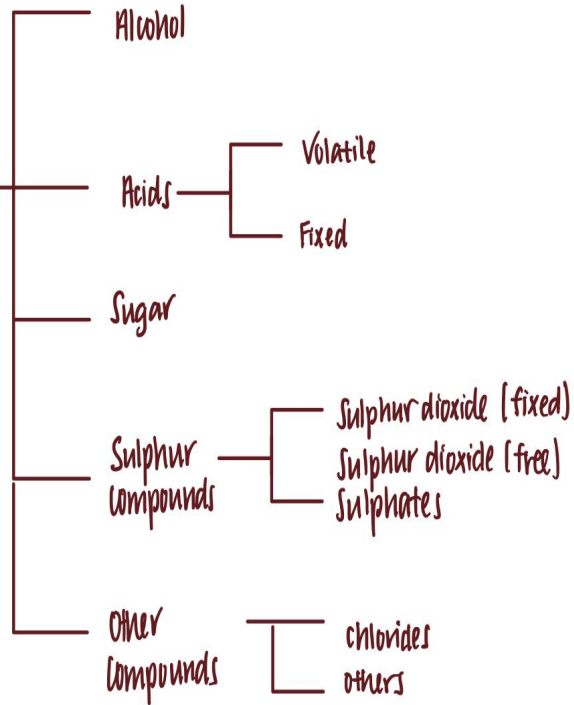 Alcohol
Acids
Volatile
Fixed
Sugar
Sulphur
compounds
Sulphur dioxide (fixed)
Sulphur dioxide (free)
Sulphates
Other
compounds
chlorides
others